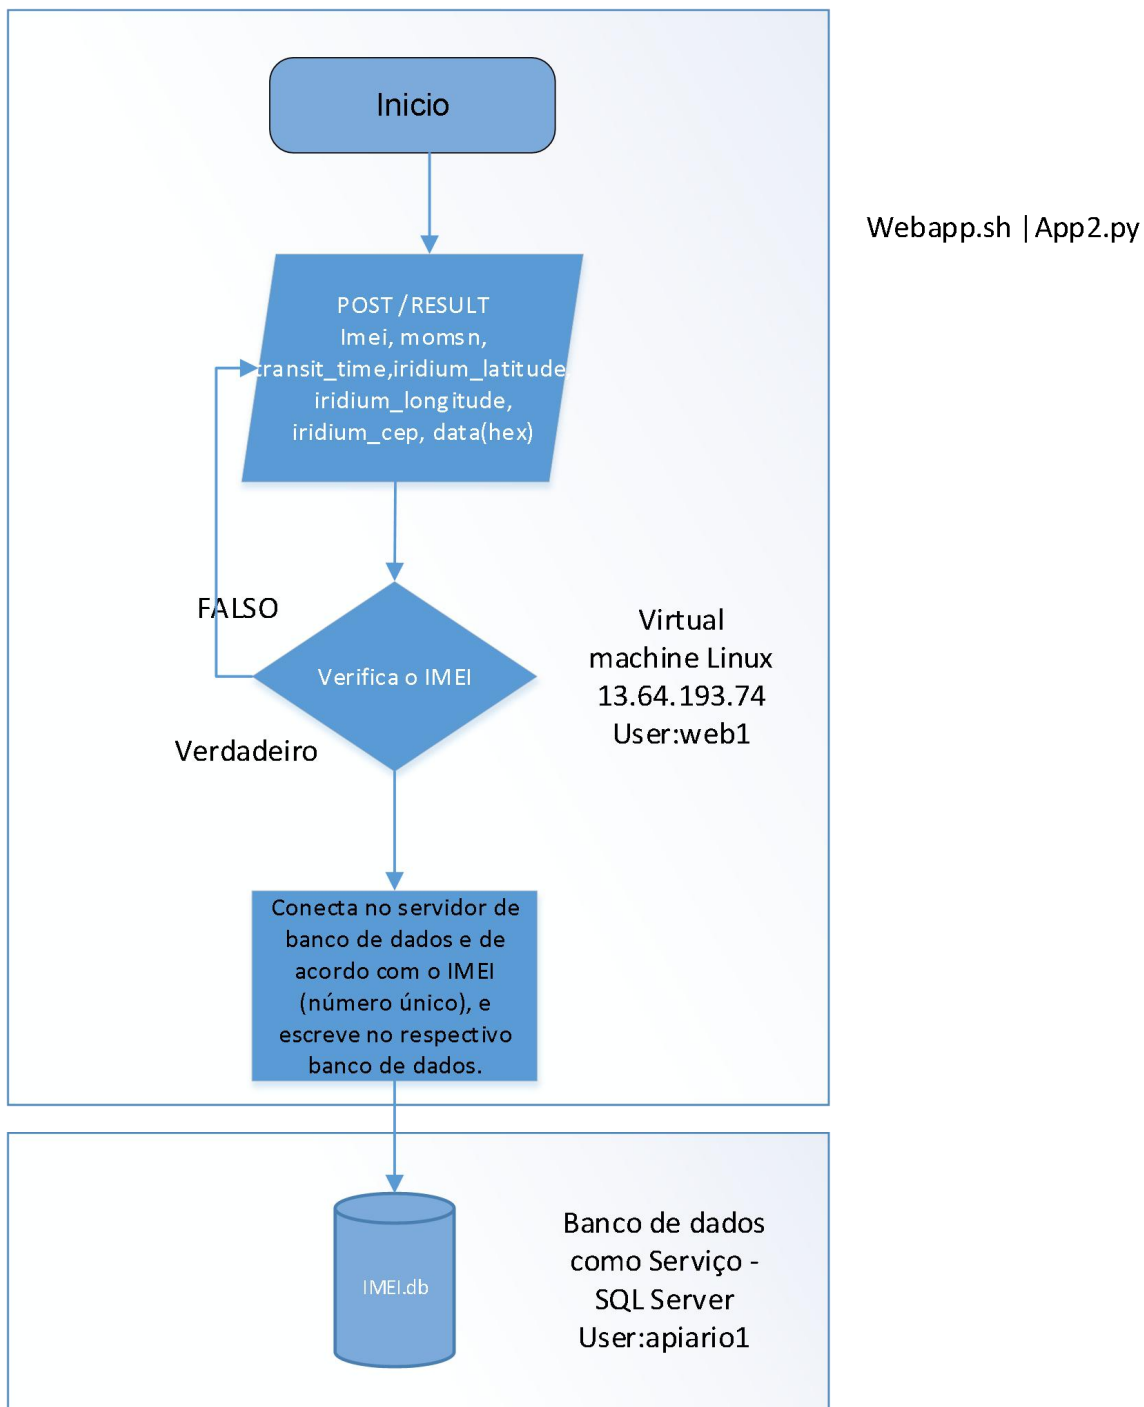 Inicio
Webapp.sh | App2.py
POST /RESULT
Imei, momsn,
transit_time,iridium_latitude,
iridium_longitude,
iridium_cep, data(hex)
FALSO
Verifica o IMEI
Virtual
machine Linux
13.64.193.74
User:web1
Verdadeiro
Conecta no servidor de
banco de dados e de
acordo com o IMEI
(número único), e
escreve no respectivo
banco de dados.
IMEI.db
Banco de dados
como Serviço -
SQL Server
User:apiario1